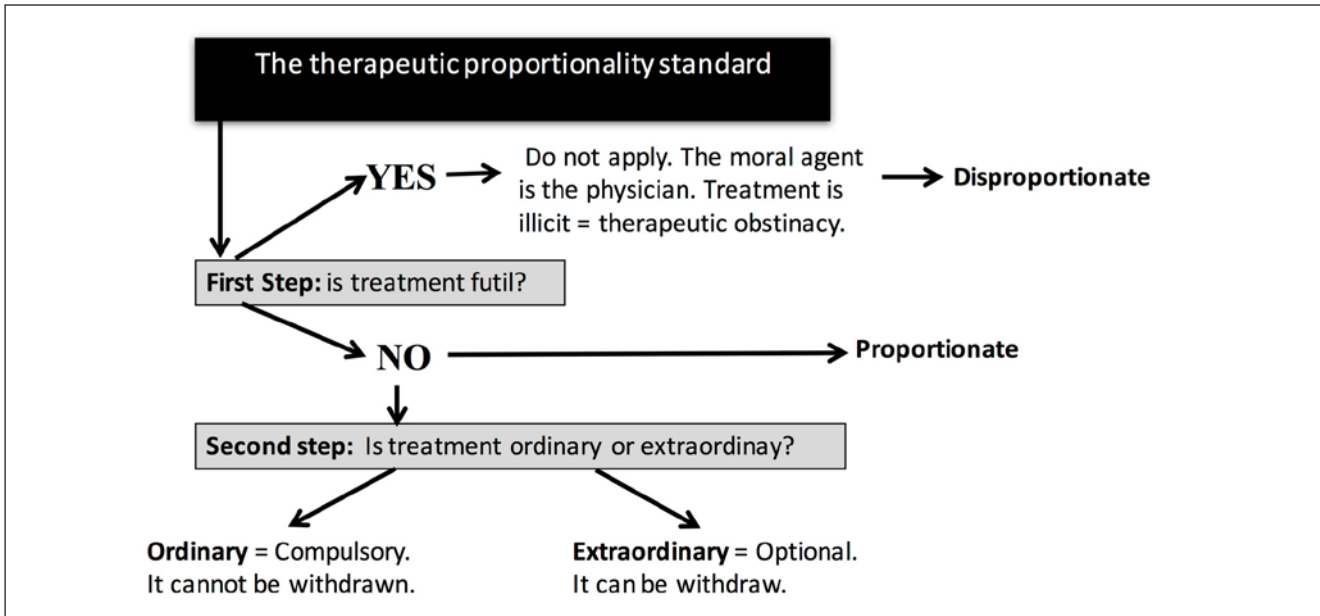 The therapeutic proportionality standard
YES
Do not apply. The moral agent
is the physician. Treatment is
illicit = therapeutic obstinacy.
Disproportionate
First Step: is treatment futil?
NO
Proportionate
Second step: Is treatment ordinary or extraordinay?
Ordinary = Compulsory.
It cannot be withdrawn.
Extraordinary = Optional.
It can be withdraw.